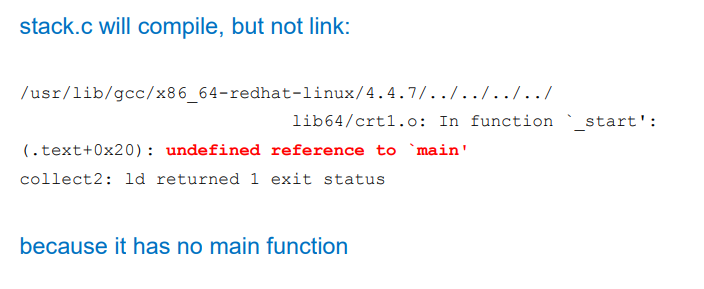 stack.c will compile, but not link:
/usr/lib/gcc/x86_64-redhat-linux/4.4.7/../../../../
lib64/crt1.o: In function `_start':
(.text+0x20): undefined reference to `main'
collect2: ld returned 1 exit status
because it has no main function